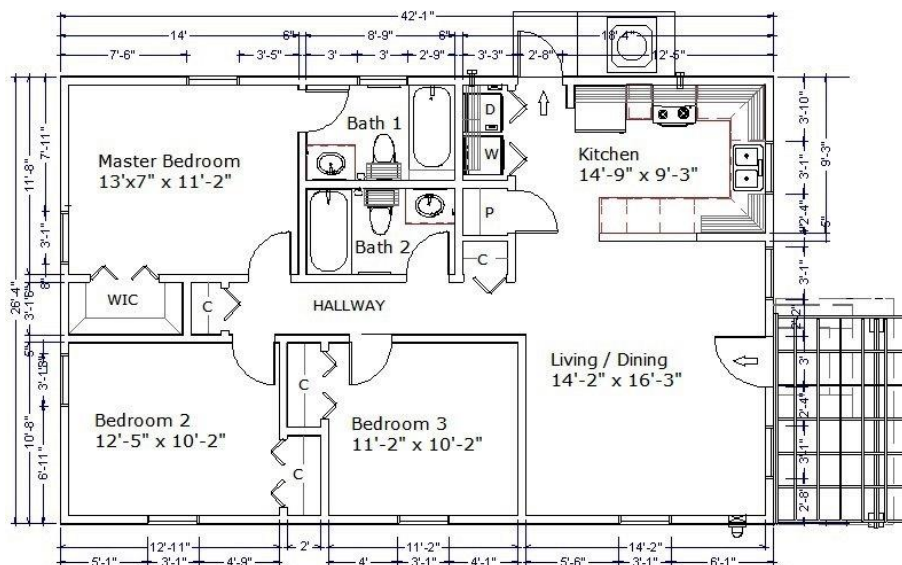 42'-1"
14' 6" 8'-9" 6" 18'-4"
7'-6" 3'-5" 3' 3' 2'-9" 3'-3" 2'-8" 12'-5"
Bath 1
D
W
Master Bedroom
13'x7" x 11'-2"
Kitchen
14'-9" x 9'-3"
P
Bath 2
C
WIC
C
HALLWAY
Living / Dining
14'-2" x 16'-3"
C
Bedroom 2
12'-5" x 10'-2"
Bedroom 3
11'-2" x 10'-2"
C
26'-4"
11'-8"
7'-11"
3'-1"
8"
5"
10'-8"
6'-11"
3'-10"
9'-3"
3'-1"
3'-1"
3'
2'-4"
3'-1"
2'-8"
12'-11" 2' 11'-2" 14'-2"
5'-1" 3'-1" 4'-9" 4' 3'-1" 4'-1" 5'-6" 3'-1" 6'-1"